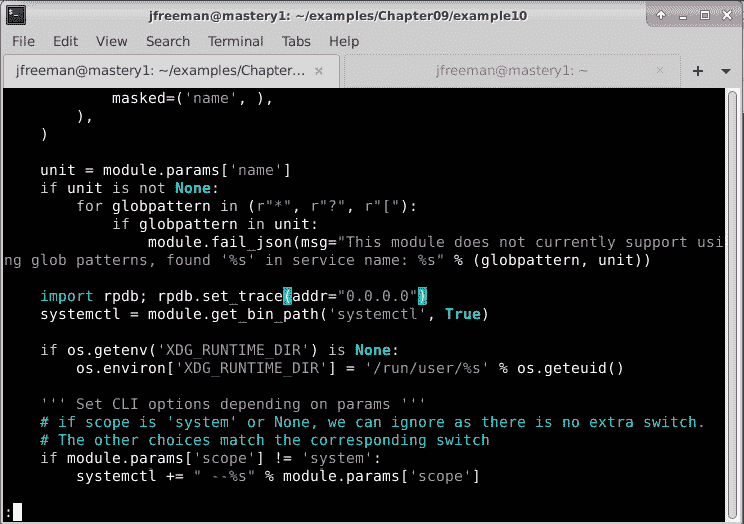 jfreeman@mastery1: ~/examples/Chapter09/example10
File Edit View Search Terminal Tabs Help
jfreeman@mastery1: ~/examples/Chapter... × jfreeman@mastery1: ~ × +
            masked=('name', ),
        ),
    )

    unit = module.params['name']
    if unit is not None:
        for globpattern in (r"*", r"?", r"["):
            if globpattern in unit:
                module.fail_json(msg="This module does not currently support usi
ng glob patterns, found '%s' in service name: %s" % (globpattern, unit))

    import rpdb; rpdb.set_trace(addr="0.0.0.0")
    systemctl = module.get_bin_path('systemctl', True)

    if os.getenv('XDG_RUNTIME_DIR') is None:
        os.environ['XDG_RUNTIME_DIR'] = '/run/user/%s' % os.geteuid()

    ''' Set CLI options depending on params '''
    # if scope is 'system' or None, we can ignore as there is no extra switch.
    # The other choices match the corresponding switch
    if module.params['scope'] != 'system':
        systemctl += " --%s" % module.params['scope']

: